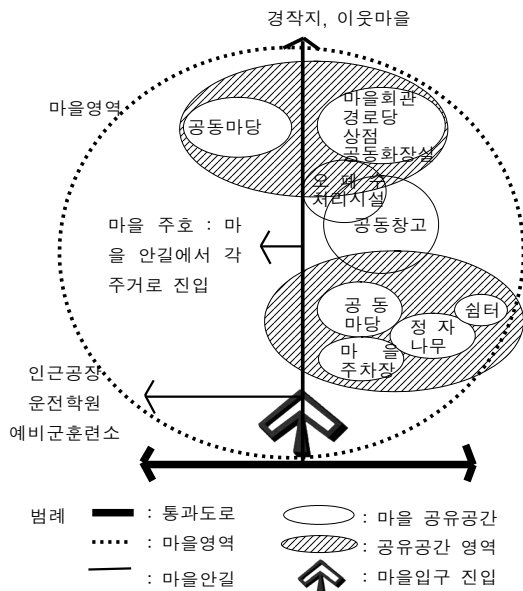 경작지, 이웃마을
마을영역
공동마당
마을회관
경로당
상점
공동화장실
오 폐 수
처리시설
공동창고
마을 주호 : 마
을 안길에서 각
주거로 진입
공 동
마당
쉼터
정 자
나무
마 을
주차장
인근공장
운전학원
예비군훈련소
범례
: 통과도로
: 마을 공유공간
: 마을영역
: 공유공간 영역
: 마을안길
: 마을입구 진입